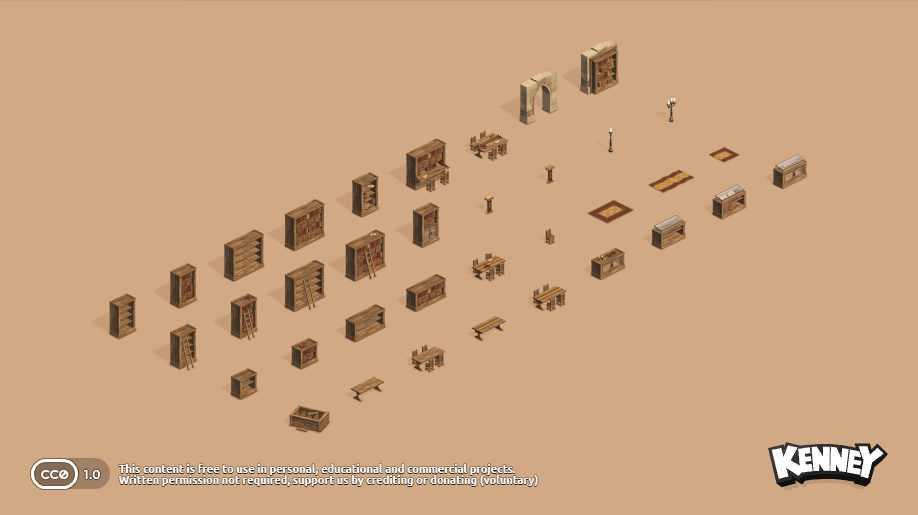 CC0 1.0
This content is free to use in personal, educational and commercial projects.
Written permission not required, support us by crediting or donating (voluntary)
KENNEY